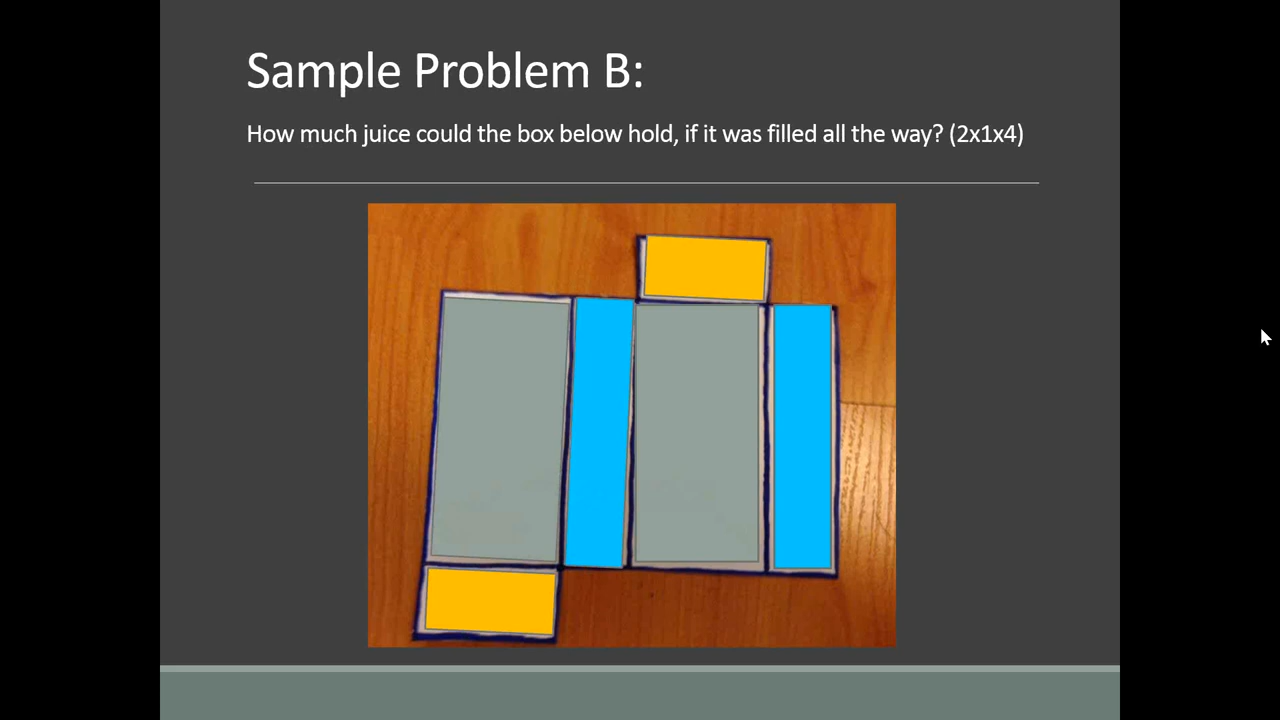 Sample Problem B:
How much juice could the box below hold, if it was filled all the way? (2x1x4)